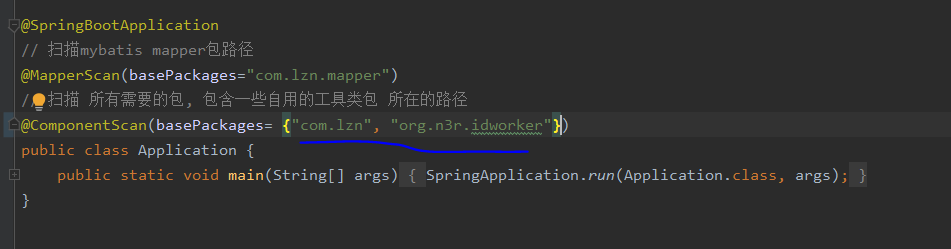 @SpringBootApplication
// 扫描mybatis mapper包路径
@MapperScan(basePackages="com.lzn.mapper")
// 扫描 所有需要的包, 包含一些自用的工具类包 所在的路径
@ComponentScan(basePackages= {"com.lzn", "org.n3r.idworker"})
public class Application {
public static void main(String[] args) { SpringApplication.run(Application.class, args); }
}